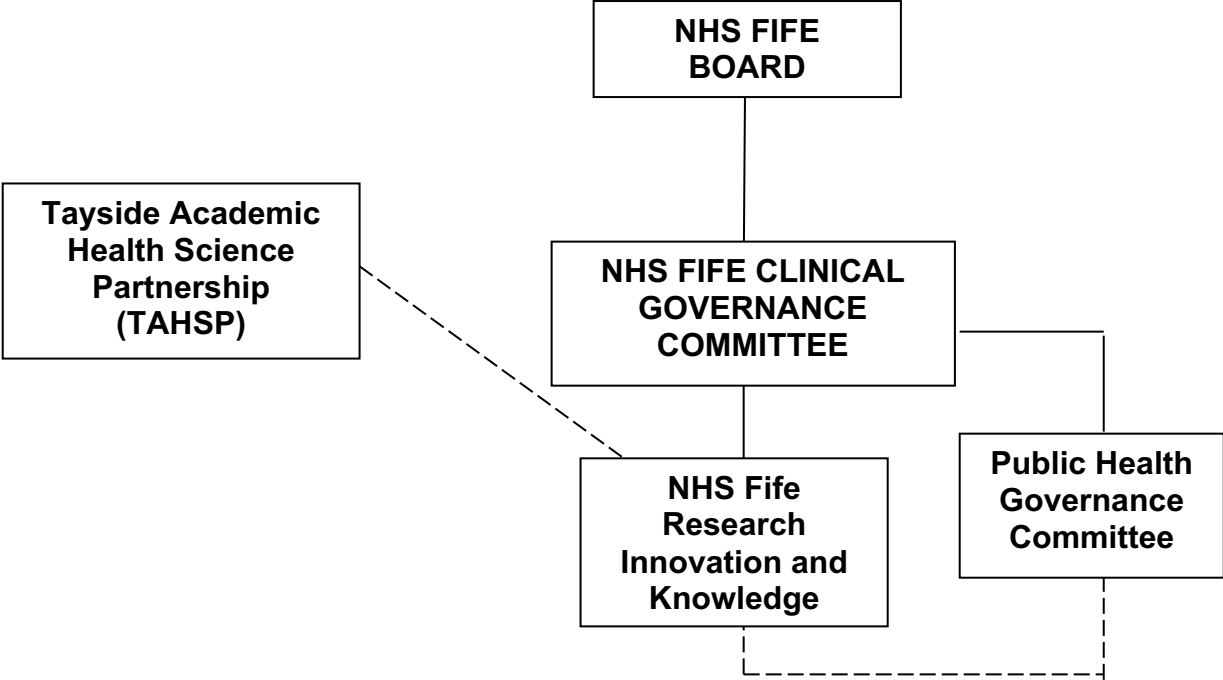 NHS FIFE
BOARD
Tayside Academic
Health Science
Partnership
(TAHSP)
NHS FIFE CLINICAL
GOVERNANCE
COMMITTEE
NHS Fife
Research
Innovation and
Knowledge
Public Health
Governance
Committee